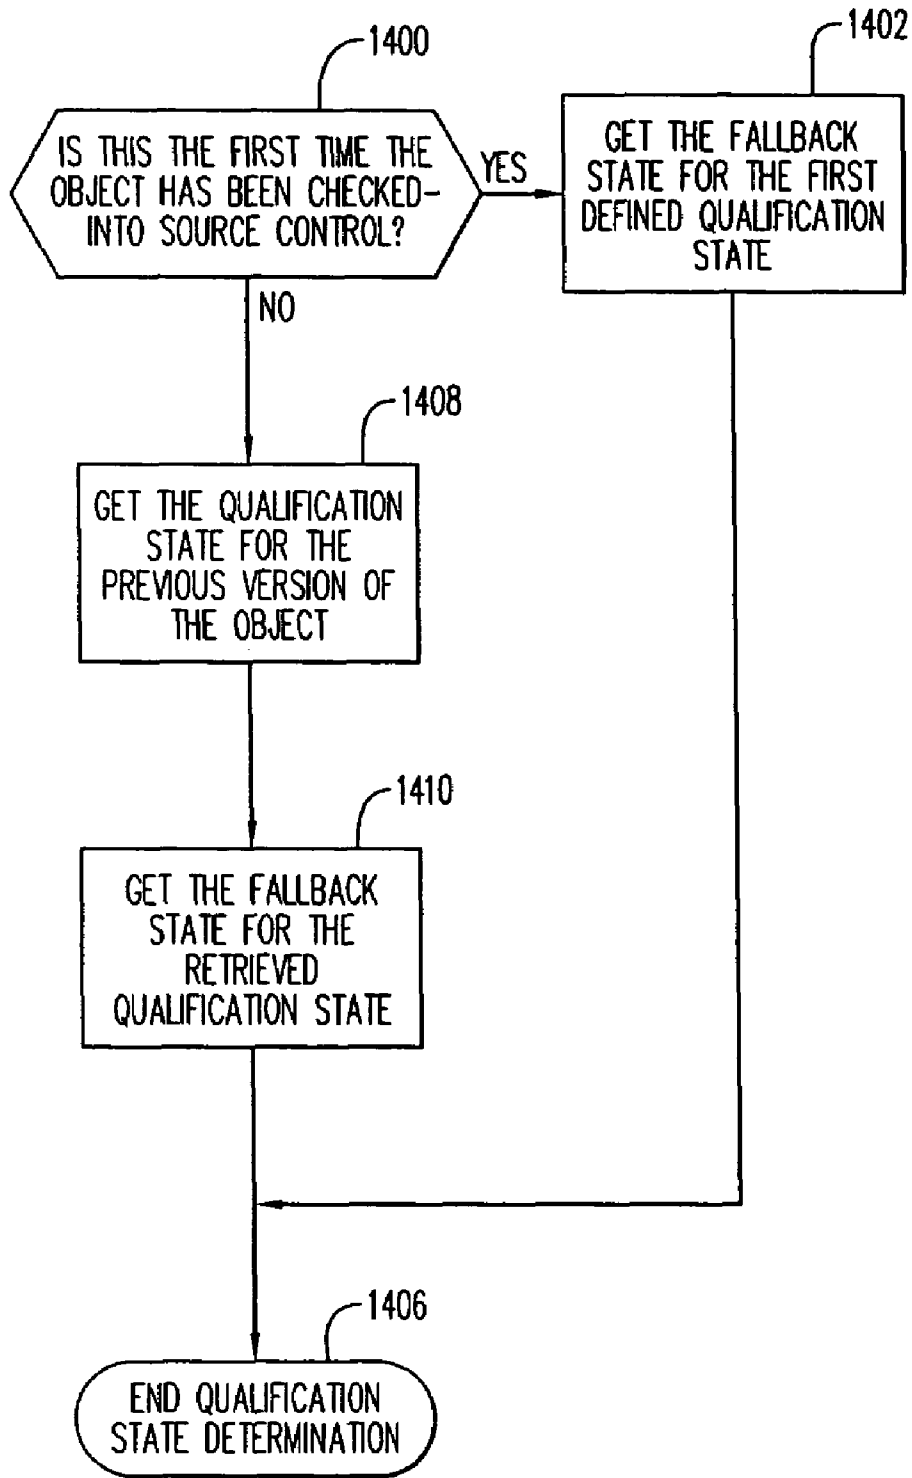 1400
IS THIS THE FIRST TIME THE
OBJECT HAS BEEN CHECKED-
INTO SOURCE CONTROL?
YES
1402
GET THE FALLBACK
STATE FOR THE FIRST
DEFINED QUALIFICATION
STATE
NO
1408
GET THE QUALIFICATION
STATE FOR THE
PREVIOUS VERSION OF
THE OBJECT
1410
GET THE FALLBACK
STATE FOR THE
RETRIEVED
QUALIFICATION STATE
1406
END QUALIFICATION
STATE DETERMINATION